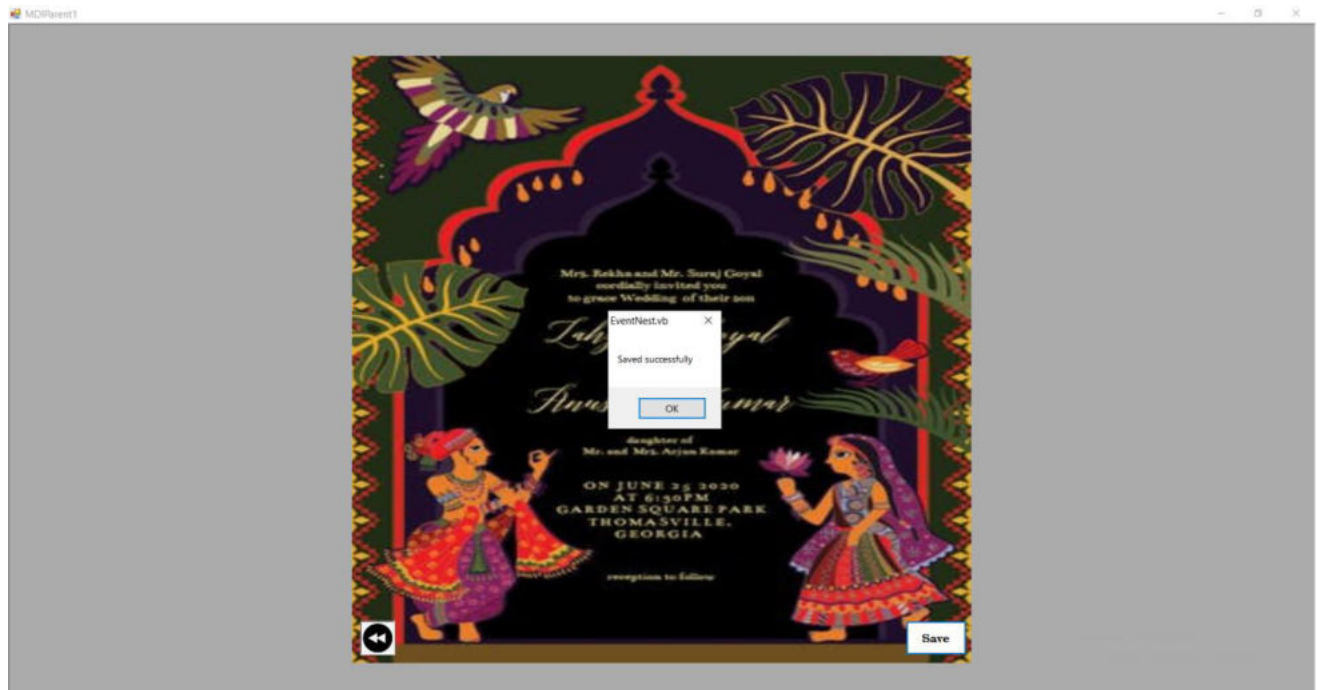 MDIParent1
Mrs. Rekha and Mr. Suraj Goyal
cordially invited you
to grace Wedding of their son
EventNest.vb
Saved successfully
OK
daughter of
Mr. and Mrs. Arjun Kumar
ON JUNE 25 2020
AT 6:30PM
GARDEN SQUARE PARK
THOMASVILLE,
GEORGIA
reception to follow
Save